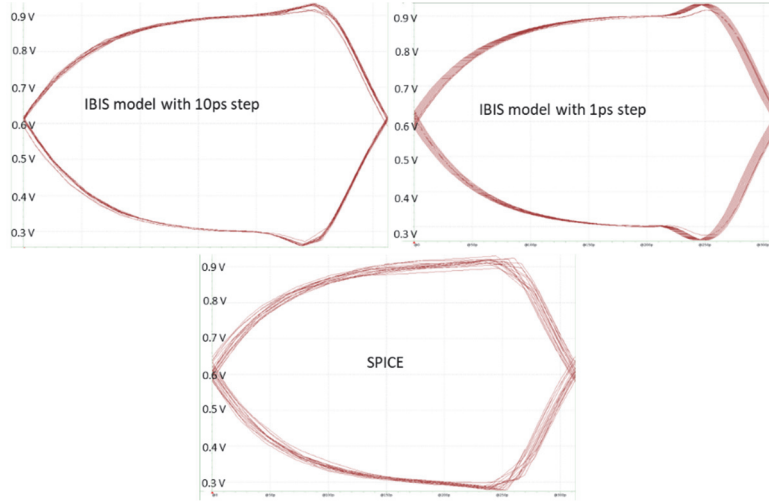 0.9 V
0.8 V
0.7 V
IBIS model with 10ps step
0.6 V
0.5 V
0.4 V
0.3 V
0.9 V
0.8 V
0.7 V
IBIS model with 1ps step
0.6 V
0.5 V
0.4 V
0.3 V
0.9 V
0.8 V
0.7 V
SPICE
0.6 V
0.5 V
0.4 V
0.3 V